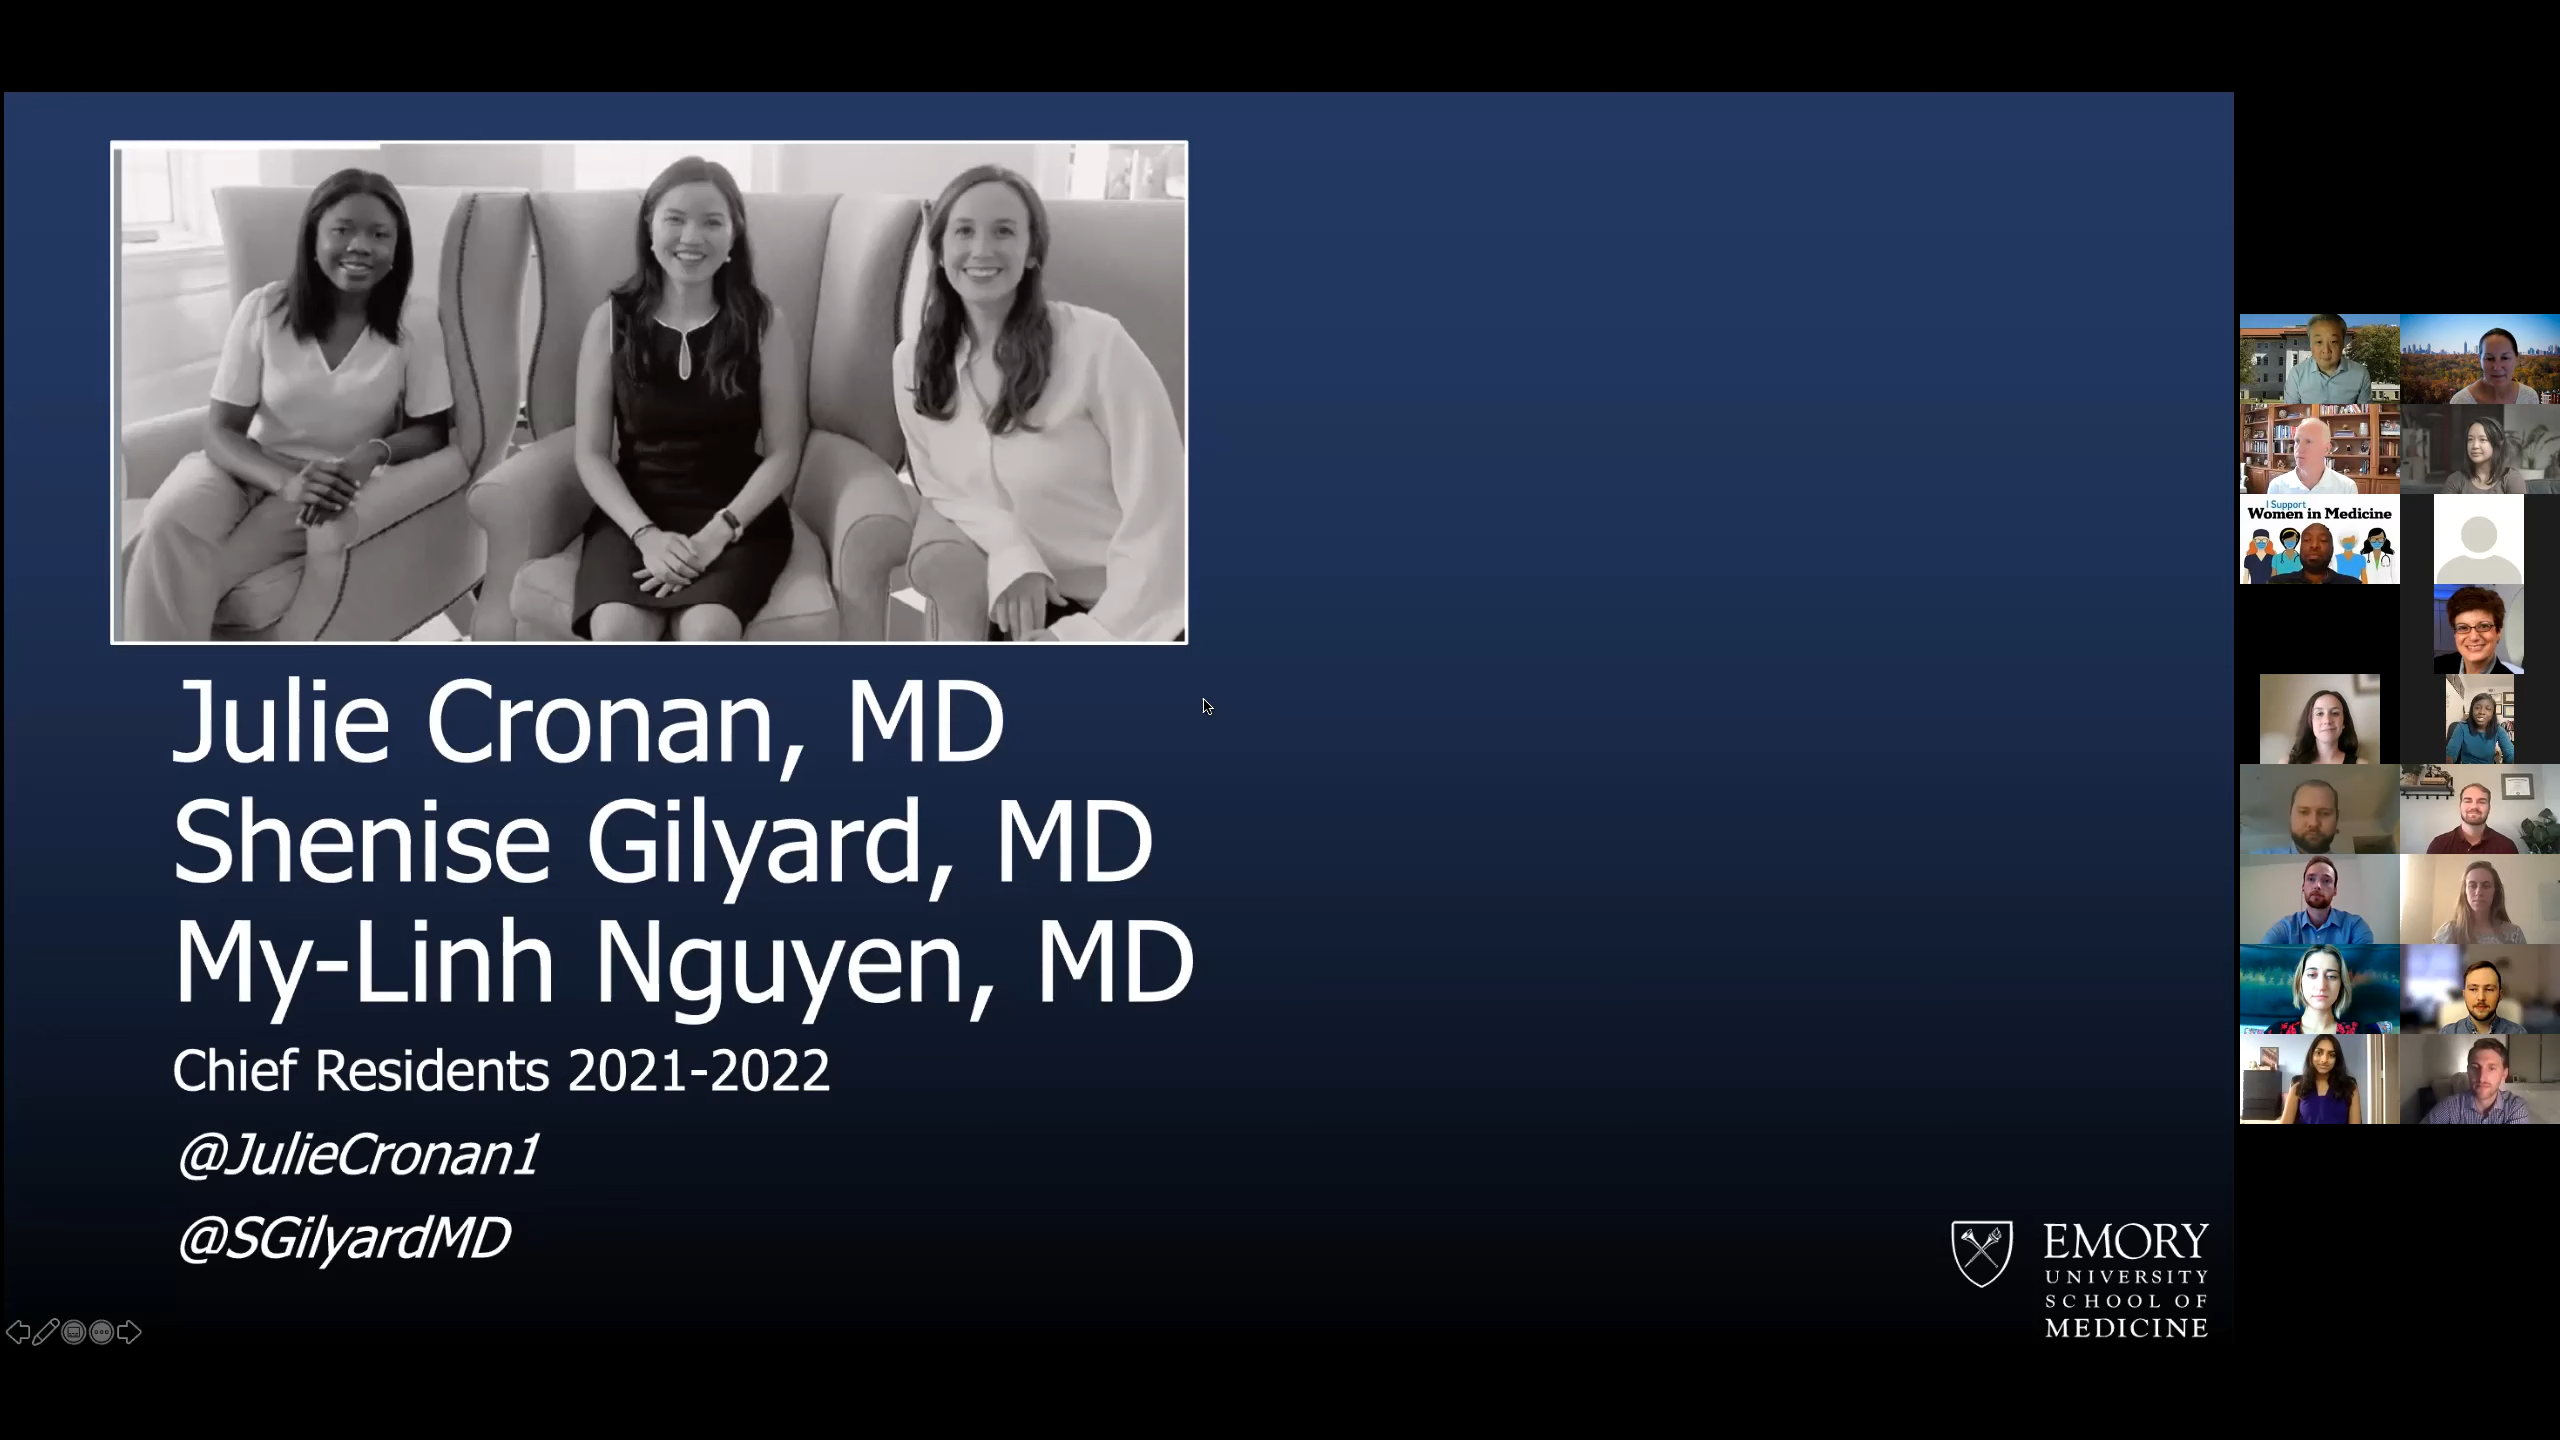 Julie Cronan, MD
Shenise Gilyard, MD
My-Linh Nguyen, MD
Chief Residents 2021-2022
@JulieCronan1
@SGilyardMD
EMORY
UNIVERSITY
SCHOOL OF
MEDICINE
I Support
Women in Medicine